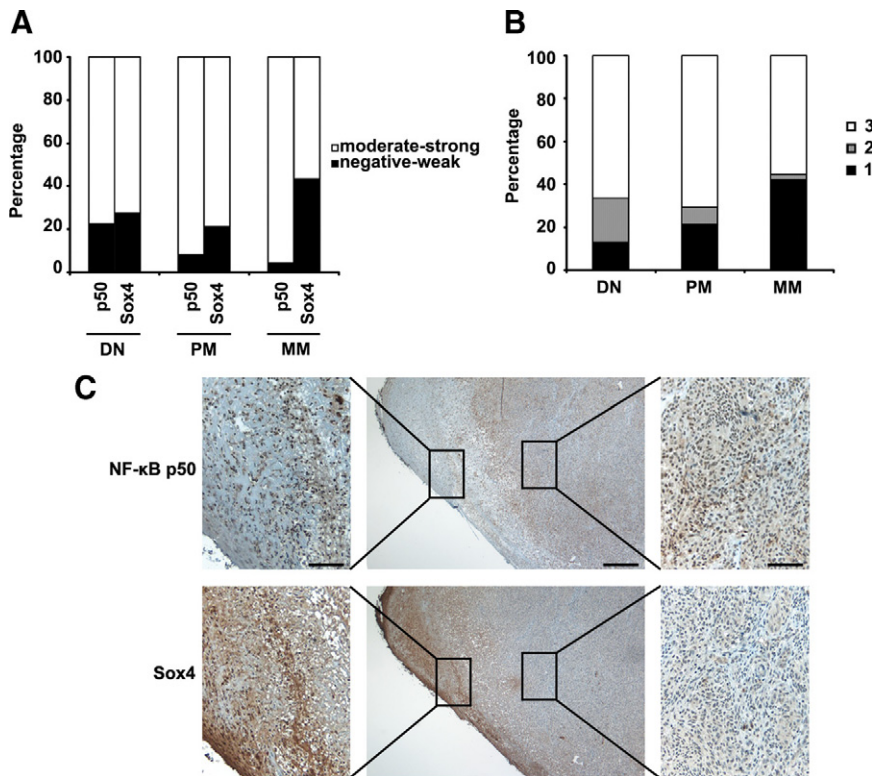 A
Percentage
100
80
60
40
20
0
p50
Sox4
p50
Sox4
p50
Sox4
DN
PM
MM
moderate-strong
negative-weak
B
Percentage
100
80
60
40
20
0
DN
PM
MM
3
2
1
C
NF-κB p50
Sox4